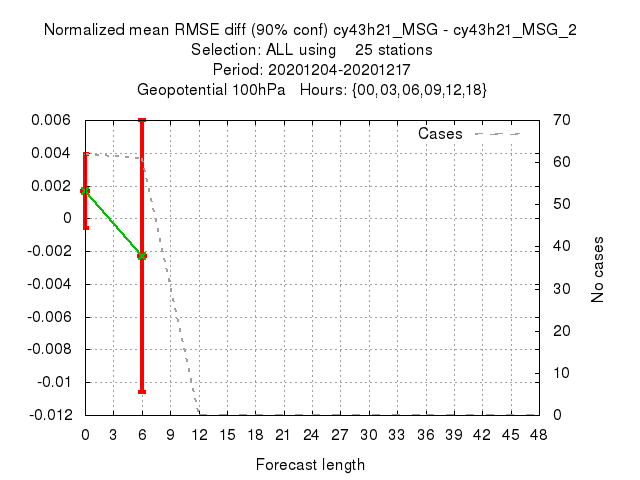 Normalized mean RMSE diff (90% conf) cy43h21_MSG - cy43h21_MSG_2
Selection: ALL using    25 stations
Period: 20201204-20201217
Geopotential 100hPa   Hours: {00,03,06,09,12,18}
Cases
0.006
0.004
0.002
0
-0.002
-0.004
-0.006
-0.008
-0.01
-0.012
70
60
50
40
30
20
10
0
No cases
0 3 6 9 12 15 18 21 24 27 30 33 36 39 42 45 48
Forecast length